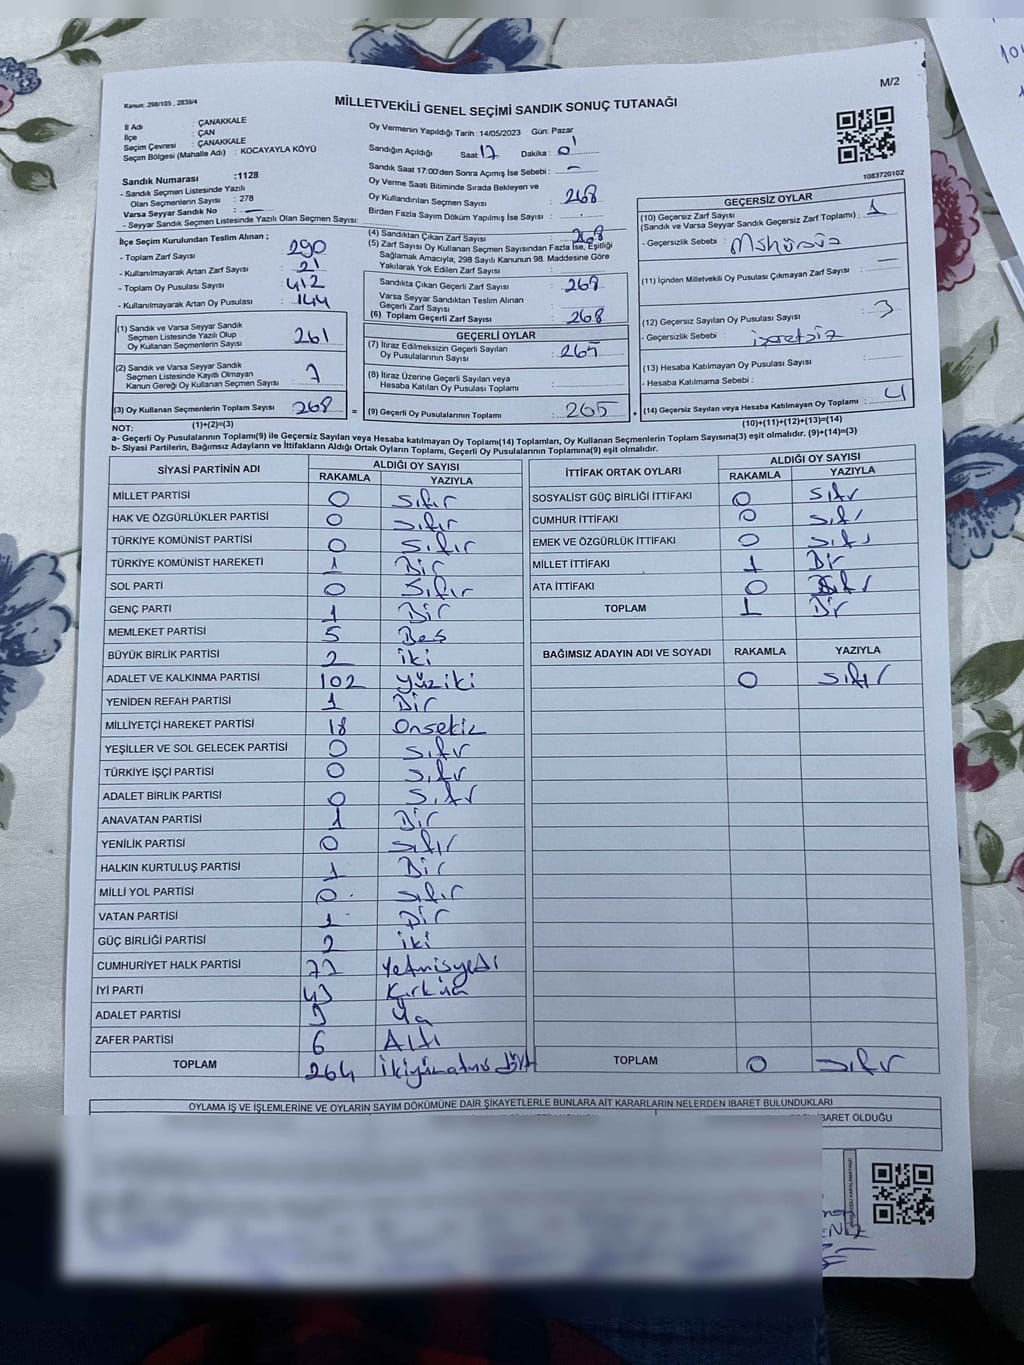 M/2
Kanun: 298/105 , 2839/4
MİLLETVEKİLİ GENEL SEÇİMİ SANDIK SONUÇ TUTANAĞI
İl Adı : ÇANAKKALE
İlçe : ÇAN
Seçim Çevresi : ÇANAKKALE
Seçim Bölgesi (Mahalle Adı) : KOCAYAYLA KÖYÜ
Sandık Numarası :1128
- Sandık Seçmen Listesinde Yazılı
Olan Seçmenlerin Sayısı : 278
Varsa Seyyar Sandık No : —
- Seyyar Sandık Seçmen Listesinde Yazılı Olan Seçmen Sayısı:
İlçe Seçim Kurulundan Teslim Alınan ;
- Toplam Zarf Sayısı : 290
- Kullanılmayarak Artan Zarf Sayısı : 21
- Toplam Oy Pusulası Sayısı : 412
- Kullanılmayarak Artan Oy Pusulası : 144
(1) Sandık ve Varsa Seyyar Sandık
Seçmen Listesinde Yazılı Olup
Oy Kullanan Seçmenlerin Sayısı : 261
(2) Sandık ve Varsa Seyyar Sandık
Seçmen Listesinde Kayıtlı Olmayan
Kanun Gereği Oy Kullanan Seçmen Sayısı : 7
(3) Oy Kullanan Seçmenlerin Toplam Sayısı : 268 =
Oy Vermenin Yapıldığı Tarih : 14/05/2023 Gün: Pazar
Sandığın Açıldığı Saat : 17 Dakika : 01
Sandık Saat 17:00'den Sonra Açımış İse Sebebi : —
Oy Verme Saati Bitiminde Sırada Bekleyen ve
Oy Kullandırılan Seçmen Sayısı : 268
Birden Fazla Sayım Döküm Yapılmış İse Sayısı :
(4) Sandıktan Çıkan Zarf Sayısı : 268
(5) Zarf Sayısı Oy Kullanan Seçmen Sayısından Fazla İse, Eşitliği
Sağlamak Amacıyla; 298 Sayılı Kanunun 98. Maddesine Göre
Yakılarak Yok Edilen Zarf Sayısı :
Sandıkta Çıkan Geçerli Zarf Sayısı : 268
Varsa Seyyar Sandıktan Teslim Alınan
Geçerli Zarf Sayısı :
(6) Toplam Geçerli Zarf Sayısı : 268
GEÇERLİ OYLAR
(7) İtiraz Edilmeksizin Geçerli Sayılan
Oy Pusulalarının Sayısı : 265
(8) İtiraz Üzerine Geçerli Sayılan veya
Hesaba Katılan Oy Pusulası Toplamı :
(9) Geçerli Oy Pusulalarının Toplamı : 265
1083720102
GEÇERSİZ OYLAR
(10) Geçersiz Zarf Sayısı
(Sandık ve Varsa Seyyar Sandık Geçersiz Zarf Toplamı) : 1
- Geçersizlik Sebebi : Mühürsüz
(11) İçinden Milletvekili Oy Pusulası Çıkmayan Zarf Sayısı : —
(12) Geçersiz Sayılan Oy Pusulası Sayısı : 3
- Geçersizlik Sebebi : işaretsiz
(13) Hesaba Katılmayan Oy Pusulası Sayısı :
- Hesaba Katılmama Sebebi :
(14) Geçersiz Sayılan veya Hesaba Katılmayan Oy Toplamı : 4
NOT: (1)+(2)=(3) (10)+(11)+(12)+(13)=(14)
a- Geçerli Oy Pusulalarının Toplamı(9) ile Geçersiz Sayılan veya Hesaba katılmayan Oy Toplamı(14) Toplamları, Oy Kullanan Seçmenlerin Toplam Sayısına(3) eşit olmalıdır. (9)+(14)=(3)
b- Siyasi Partilerin, Bağımsız Adayların ve İttifakların Aldığı Ortak Oyların Toplamı, Geçerli Oy Pusulalarının Toplamına(9) eşit olmalıdır.
SİYASİ PARTİNİN ADI ALDIĞI OY SAYISI
RAKAMLA YAZIYLA
MİLLET PARTİSİ 0 sıfır
HAK VE ÖZGÜRLÜKLER PARTİSİ 0 sıfır
TÜRKİYE KOMÜNİST PARTİSİ 0 sıfır
TÜRKİYE KOMÜNİST HAREKETİ 1 Bir
SOL PARTİ 0 Sıfır
GENÇ PARTİ 1 Bir
MEMLEKET PARTİSİ 5 Beş
BÜYÜK BİRLİK PARTİSİ 2 iki
ADALET VE KALKINMA PARTİSİ 102 Yüziki
YENİDEN REFAH PARTİSİ 1 Bir
MİLLİYETÇİ HAREKET PARTİSİ 18 Onsekiz
YEŞİLLER VE SOL GELECEK PARTİSİ 0 sıfır
TÜRKİYE İŞÇİ PARTİSİ 0 sıfır
ADALET BİRLİK PARTİSİ 0 sıfır
ANAVATAN PARTİSİ 1 Bir
YENİLİK PARTİSİ 0 sıfır
HALKIN KURTULUŞ PARTİSİ 1 Bir
MİLLİ YOL PARTİSİ 0 sıfır
VATAN PARTİSİ 1 Bir
GÜÇ BİRLİĞİ PARTİSİ 2 iki
CUMHURİYET HALK PARTİSİ 77 Yetmişyedi
İYİ PARTİ 43 Kırküç
ADALET PARTİSİ 3 Üç
ZAFER PARTİSİ 6 Altı
TOPLAM 264 ikiyüzatmış dört
İTTİFAK ORTAK OYLARI ALDIĞI OY SAYISI
RAKAMLA YAZIYLA
SOSYALİST GÜÇ BİRLİĞİ İTTİFAKI 0 sıfır
CUMHUR İTTİFAKI 0 sıfır
EMEK VE ÖZGÜRLÜK İTTİFAKI 0 sıfır
MİLLET İTTİFAKI 1 Bir
ATA İTTİFAKI 0 sıfır
TOPLAM 1 Bir
BAĞIMSIZ ADAYIN ADI VE SOYADI RAKAMLA YAZIYLA
0 sıfır
TOPLAM 0 sıfır
OYLAMA İŞ VE İŞLEMLERİNE VE OYLARIN SAYIM DÖKÜMÜNE DAİR ŞİKAYETLERLE BUNLARA AİT KARARLARIN NELERDEN İBARET BULUNDUKLARI
İBARET OLDUĞU